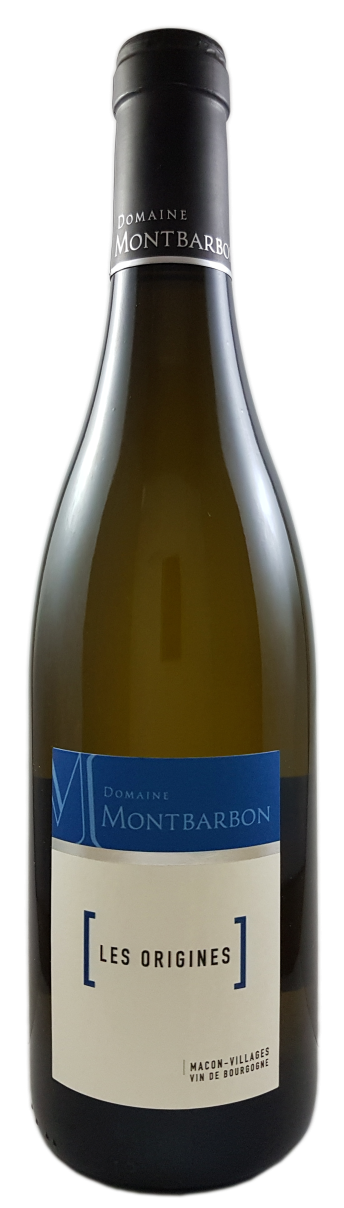 DOMAINE
MONTBARBON
DOMAINE
MONTBARBON
[LES ORIGINES]
MACON-VILLAGES
VIN DE BOURGOGNE